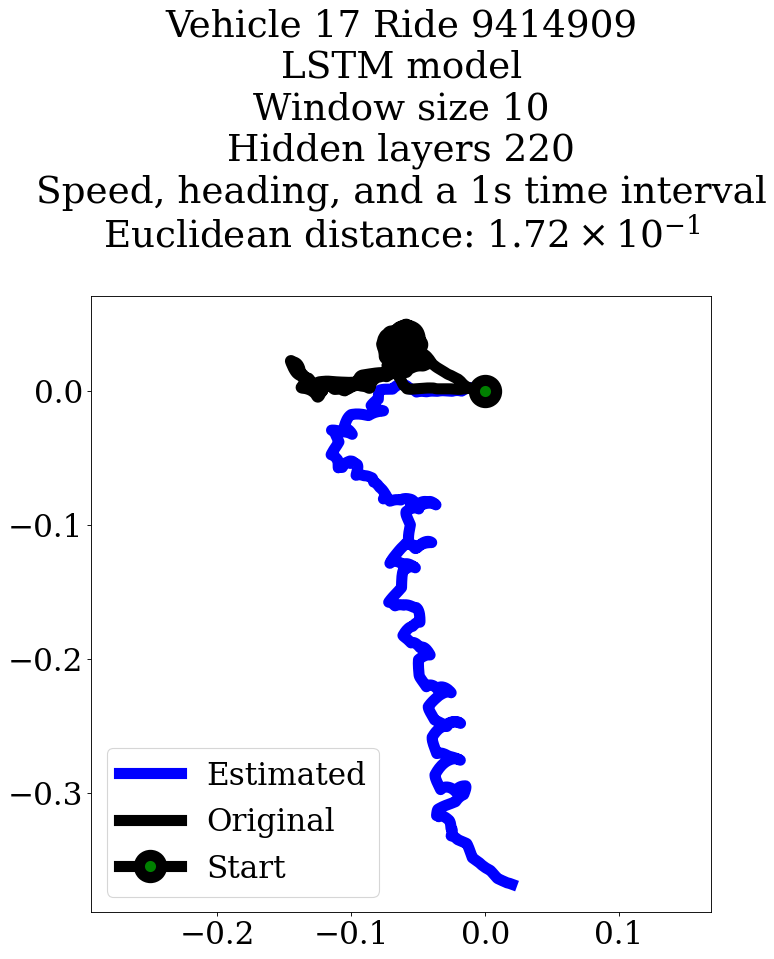 Vehicle 17 Ride 9414909
LSTM model
Window size 10
Hidden layers 220
Speed, heading, and a 1s time interval
Euclidean distance: 1.72 × 10⁻¹
0.0
−0.1
−0.2
−0.3
Estimated
Original
Start
−0.2 −0.1 0.0 0.1